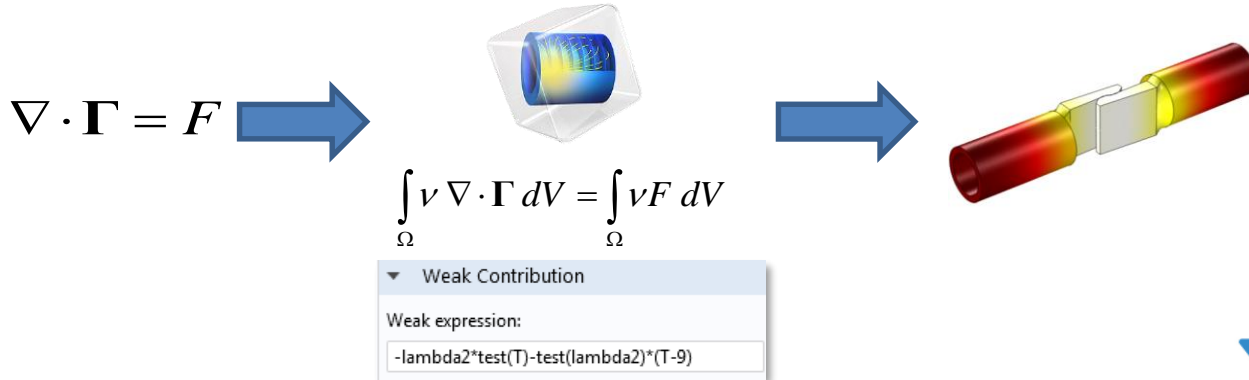 ∇ · Γ = F
∫Ω ν ∇ · Γ dV = ∫Ω νF dV
Weak Contribution
Weak expression:
-lambda2*test(T)-test(lambda2)*(T-9)